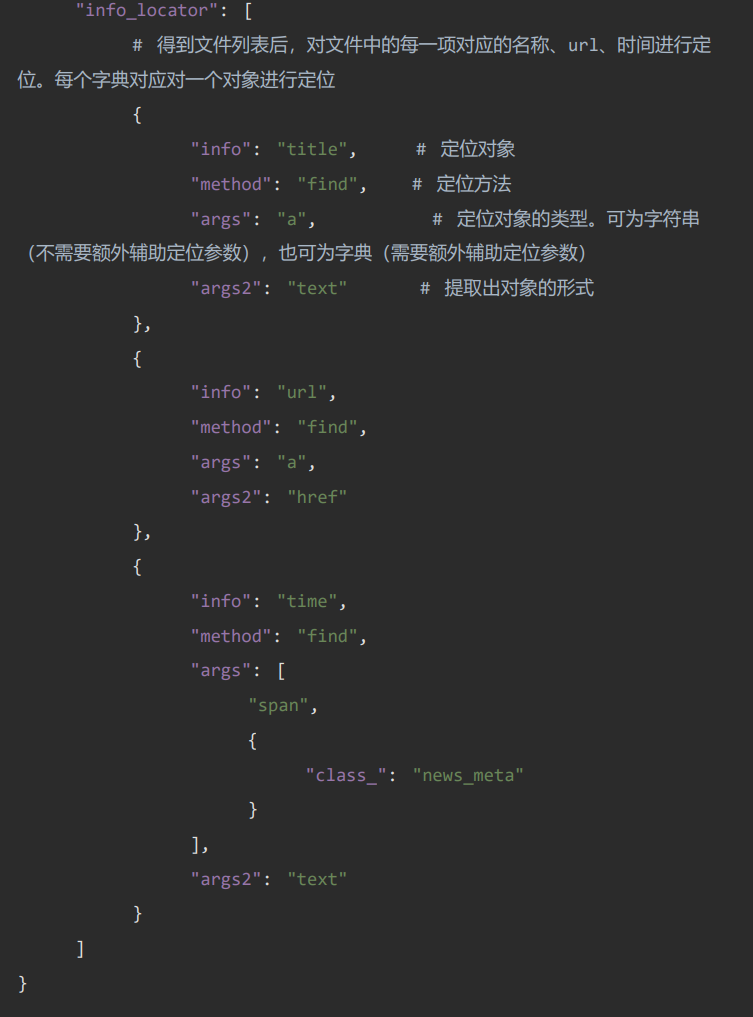 "info_locator": [
# 得到文件列表后，对文件中的每一项对应的名称、url、时间进行定
位。每个字典对应对一个对象进行定位
{
"info": "title", # 定位对象
"method": "find", # 定位方法
"args": "a", # 定位对象的类型。可为字符串
（不需要额外辅助定位参数），也可为字典（需要额外辅助定位参数）
"args2": "text" # 提取出对象的形式
},
{
"info": "url",
"method": "find",
"args": "a",
"args2": "href"
},
{
"info": "time",
"method": "find",
"args": [
"span",
{
"class_": "news_meta"
}
],
"args2": "text"
}
]
}